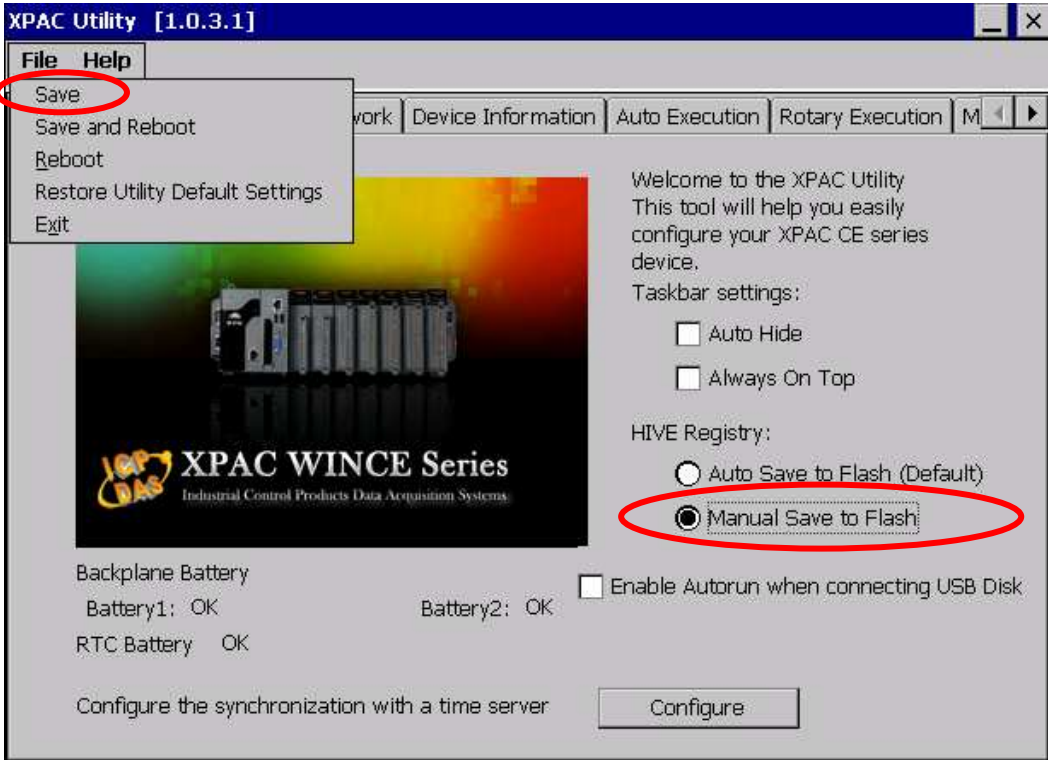 XPAC Utility [1.0.3.1]
File Help
Save
Save and Reboot
Reboot
Restore Utility Default Settings
Exit
Device Information
Auto Execution
Rotary Execution
Welcome to the XPAC Utility
This tool will help you easily
configure your XPAC CE series
device.
Taskbar settings:
Auto Hide
Always On Top
HIVE Registry:
Auto Save to Flash (Default)
Manual Save to Flash
ICP
DAS
XPAC WINCE Series
Industrial Control Products Data Acquisition Systems
Backplane Battery
Battery1: OK
Battery2: OK
RTC Battery OK
Enable Autorun when connecting USB Disk
Configure the synchronization with a time server
Configure